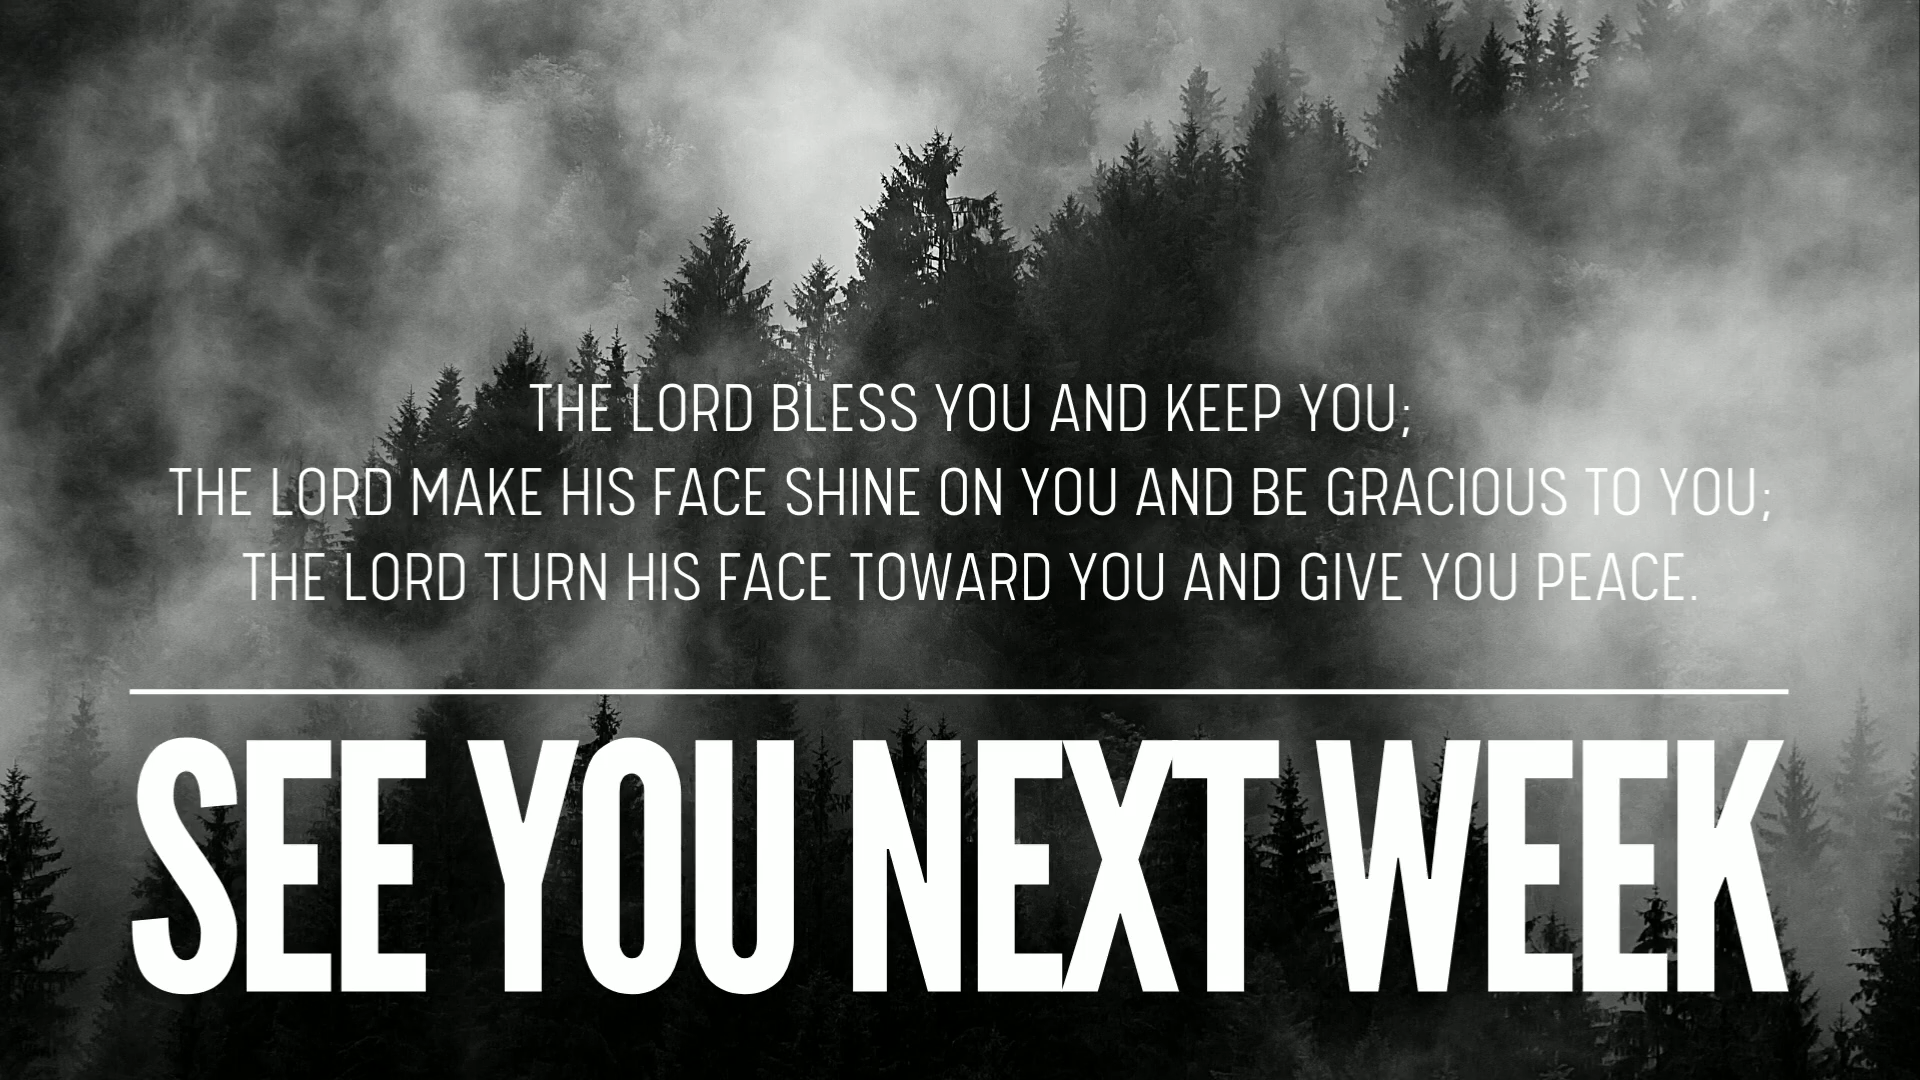 THE LORD BLESS YOU AND KEEP YOU;
THE LORD MAKE HIS FACE SHINE ON YOU AND BE GRACIOUS TO YOU;
THE LORD TURN HIS FACE TOWARD YOU AND GIVE YOU PEACE.
SEE YOU NEXT WEEK